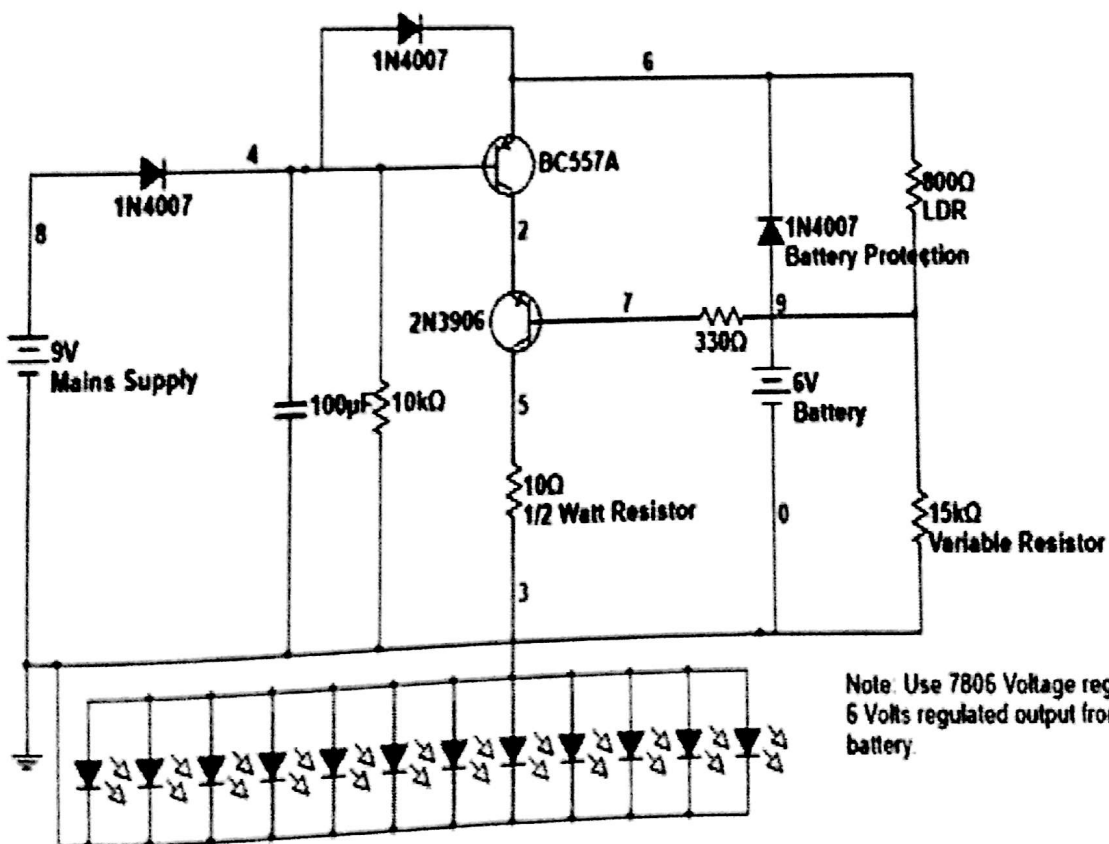 1N4007
6
4
BC557A
800Ω
LDR
1N4007
8
2
1N4007
Battery Protection
2N3906
7
9
330Ω
9V
Mains Supply
100µF
10kΩ
5
6V
Battery
10Ω
1/2 Watt Resistor
0
15kΩ
Variable Resistor
3
Note: Use 7806 Voltage
6 Volts regulated output
battery.